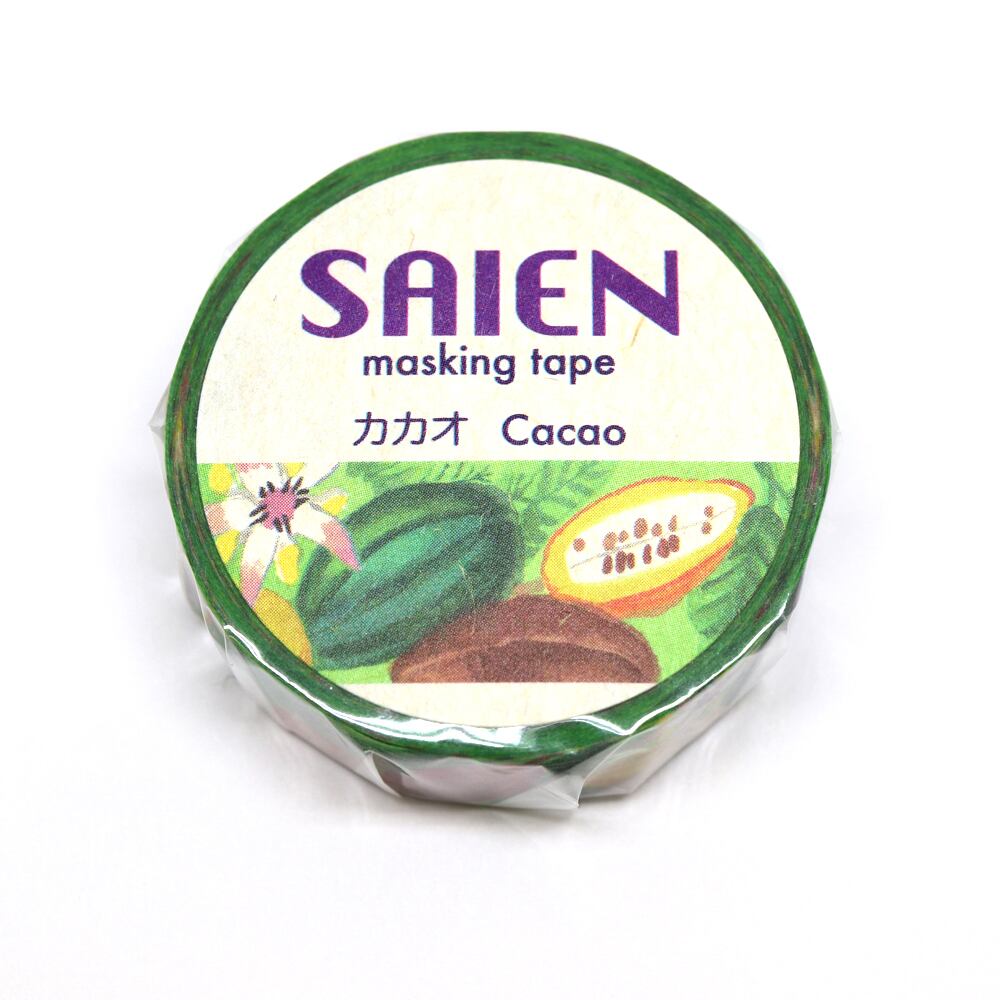 SAIEN
masking tape
カカオ Cacao